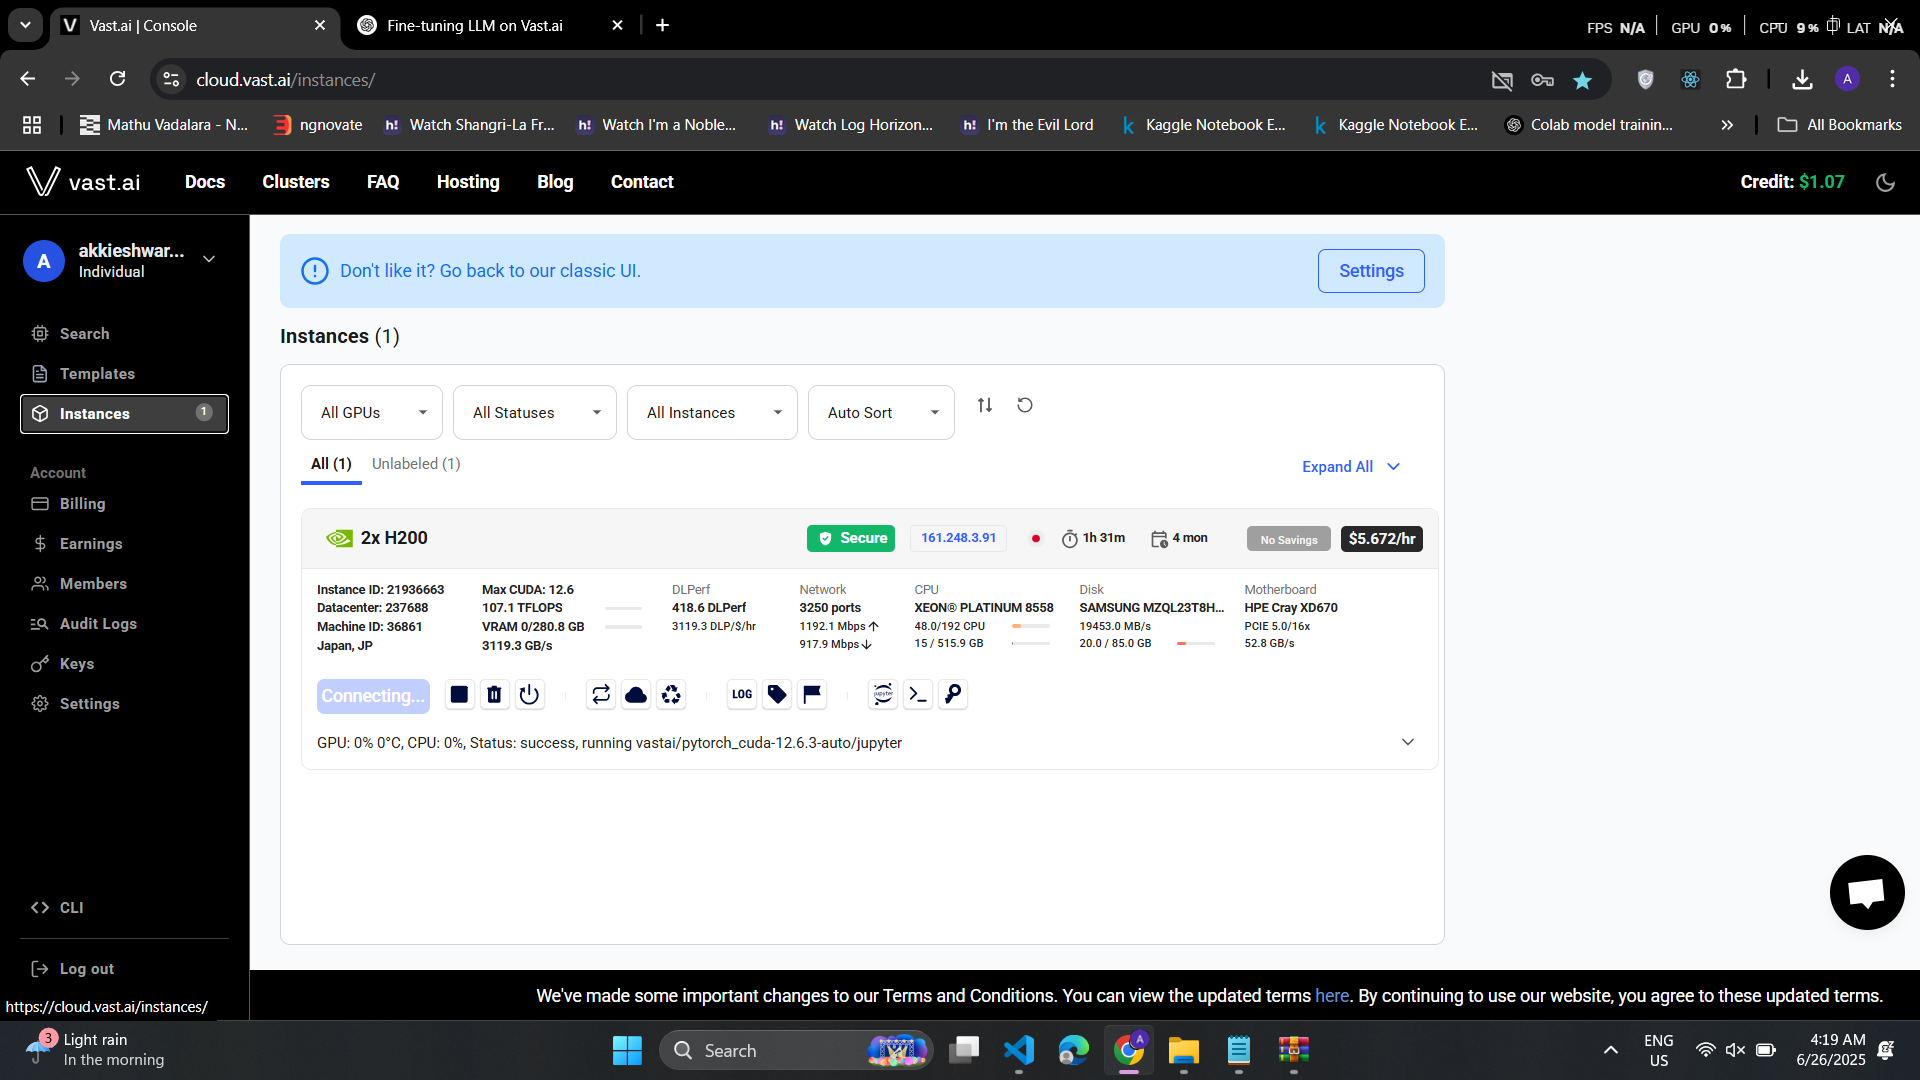 Vast.ai | Console
Fine-tuning LLM on Vast.ai
FPS N/A GPU 0% CPU 9% LAT N/A
cloud.vast.ai/instances/
A
Mathu Vadalara - N...
ngnovate
Watch Shangri-La Fr...
Watch I'm a Noble...
Watch Log Horizon...
I'm the Evil Lord
Kaggle Notebook E...
Kaggle Notebook E...
Colab model trainin...
All Bookmarks
vast.ai
Docs
Clusters
FAQ
Hosting
Blog
Contact
Credit: $1.07
A
akkieshwar...
Individual
Search
Templates
Instances 1
Account
Billing
Earnings
Members
Audit Logs
Keys
Settings
CLI
Log out
https://cloud.vast.ai/instances/
Don't like it? Go back to our classic UI.
Settings
Instances (1)
All GPUs
All Statuses
All Instances
Auto Sort
All (1)
Unlabeled (1)
Expand All
2x H200
Secure
161.248.3.91
1h 31m
4 mon
No Savings
$5.672/hr
Instance ID: 21936663
Datacenter: 237688
Machine ID: 36861
Japan, JP
Max CUDA: 12.6
107.1 TFLOPS
VRAM 0/280.8 GB
3119.3 GB/s
DLPerf
418.6 DLPerf
3119.3 DLP/$/hr
Network
3250 ports
1192.1 Mbps
917.9 Mbps
CPU
XEON® PLATINUM 8558
48.0/192 CPU
15 / 515.9 GB
Disk
SAMSUNG MZQL23T8H...
19453.0 MB/s
20.0 / 85.0 GB
Motherboard
HPE Cray XD670
PCIE 5.0/16x
52.8 GB/s
Connecting...
LOG
jupyter
GPU: 0% 0°C, CPU: 0%, Status: success, running vastai/pytorch_cuda-12.6.3-auto/jupyter
We've made some important changes to our Terms and Conditions. You can view the updated terms here. By continuing to use our website, you agree to these updated terms.
3
Light rain
In the morning
Search
A
ENG
US
4:19 AM
6/26/2025